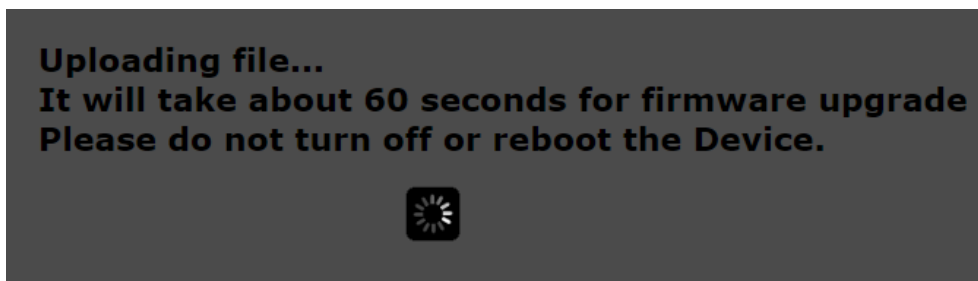 Uploading file...
It will take about 60 seconds for firmware upgrade
Please do not turn off or reboot the Device.